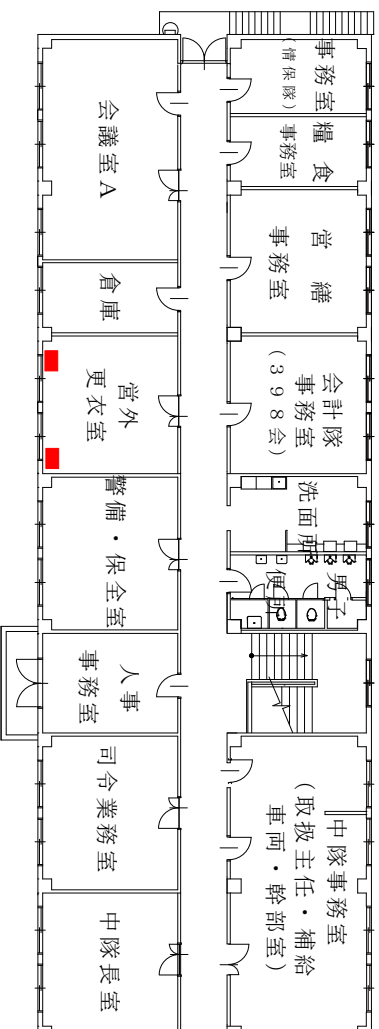 事務室
(情保隊)
糧食
事務室
営繕
事務室
会計隊
事務室
(398会)
洗面所
男子
便所
中隊事務室
(取扱主任・補給
車両・幹部室)
会議室A
倉庫
営外
更衣室
警備・保全室
人事
事務室
司令業務室
中隊長室